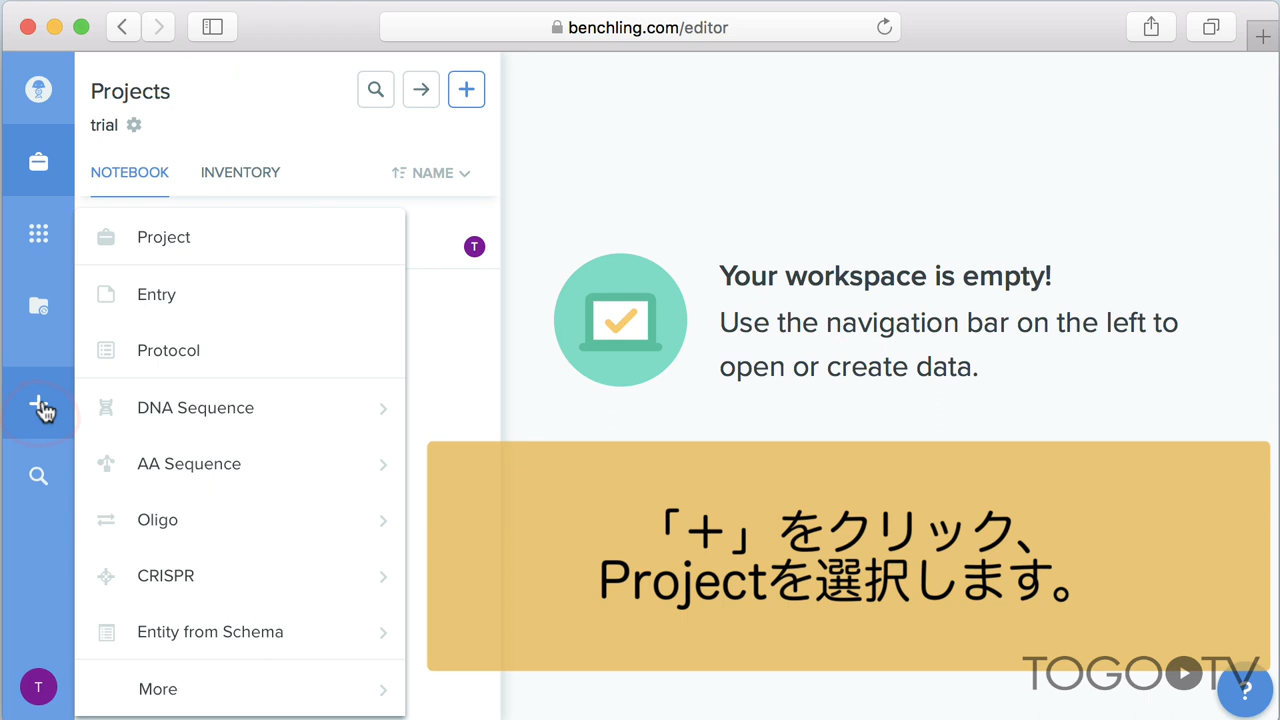 benchling.com/editor
Projects
trial
NOTEBOOK
INVENTORY
NAME
Project
T
Entry
Protocol
DNA Sequence
AA Sequence
Oligo
CRISPR
Entity from Schema
More
T
Your workspace is empty!
Use the navigation bar on the left to
open or create data.
「＋」をクリック、
Projectを選択します。
TOGO TV
?